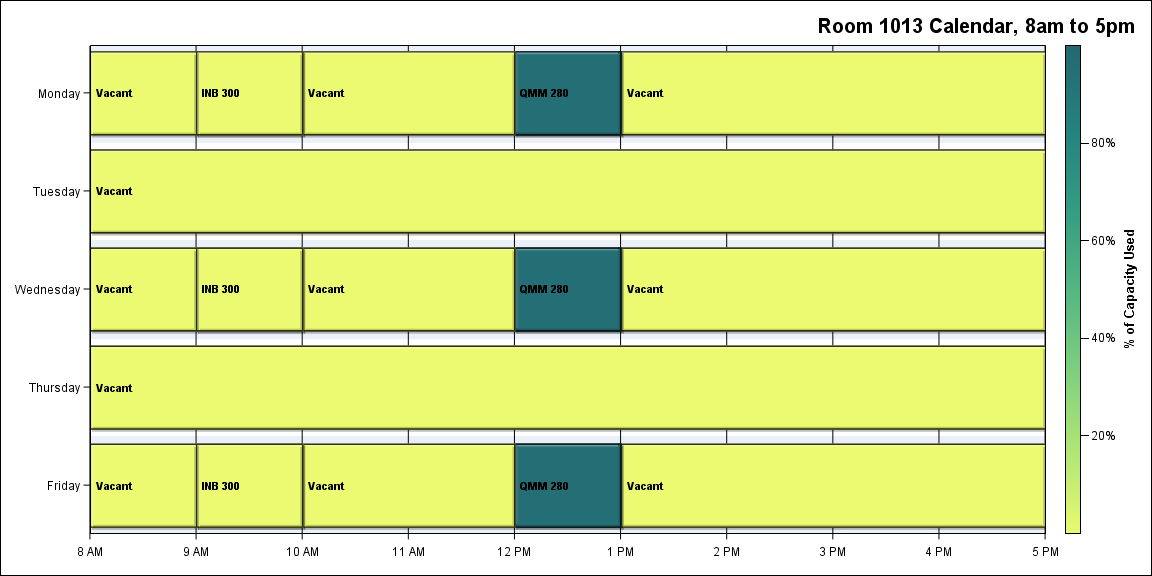 Room 1013 Calendar, 8am to 5pm
Monday
Vacant
INB 300
Vacant
QMM 280
Vacant
Tuesday
Vacant
Wednesday
Vacant
INB 300
Vacant
QMM 280
Vacant
Thursday
Vacant
Friday
Vacant
INB 300
Vacant
QMM 280
Vacant
8 AM
9 AM
10 AM
11 AM
12 PM
1 PM
2 PM
3 PM
4 PM
5 PM
80%
60%
40%
20%
% of Capacity Used